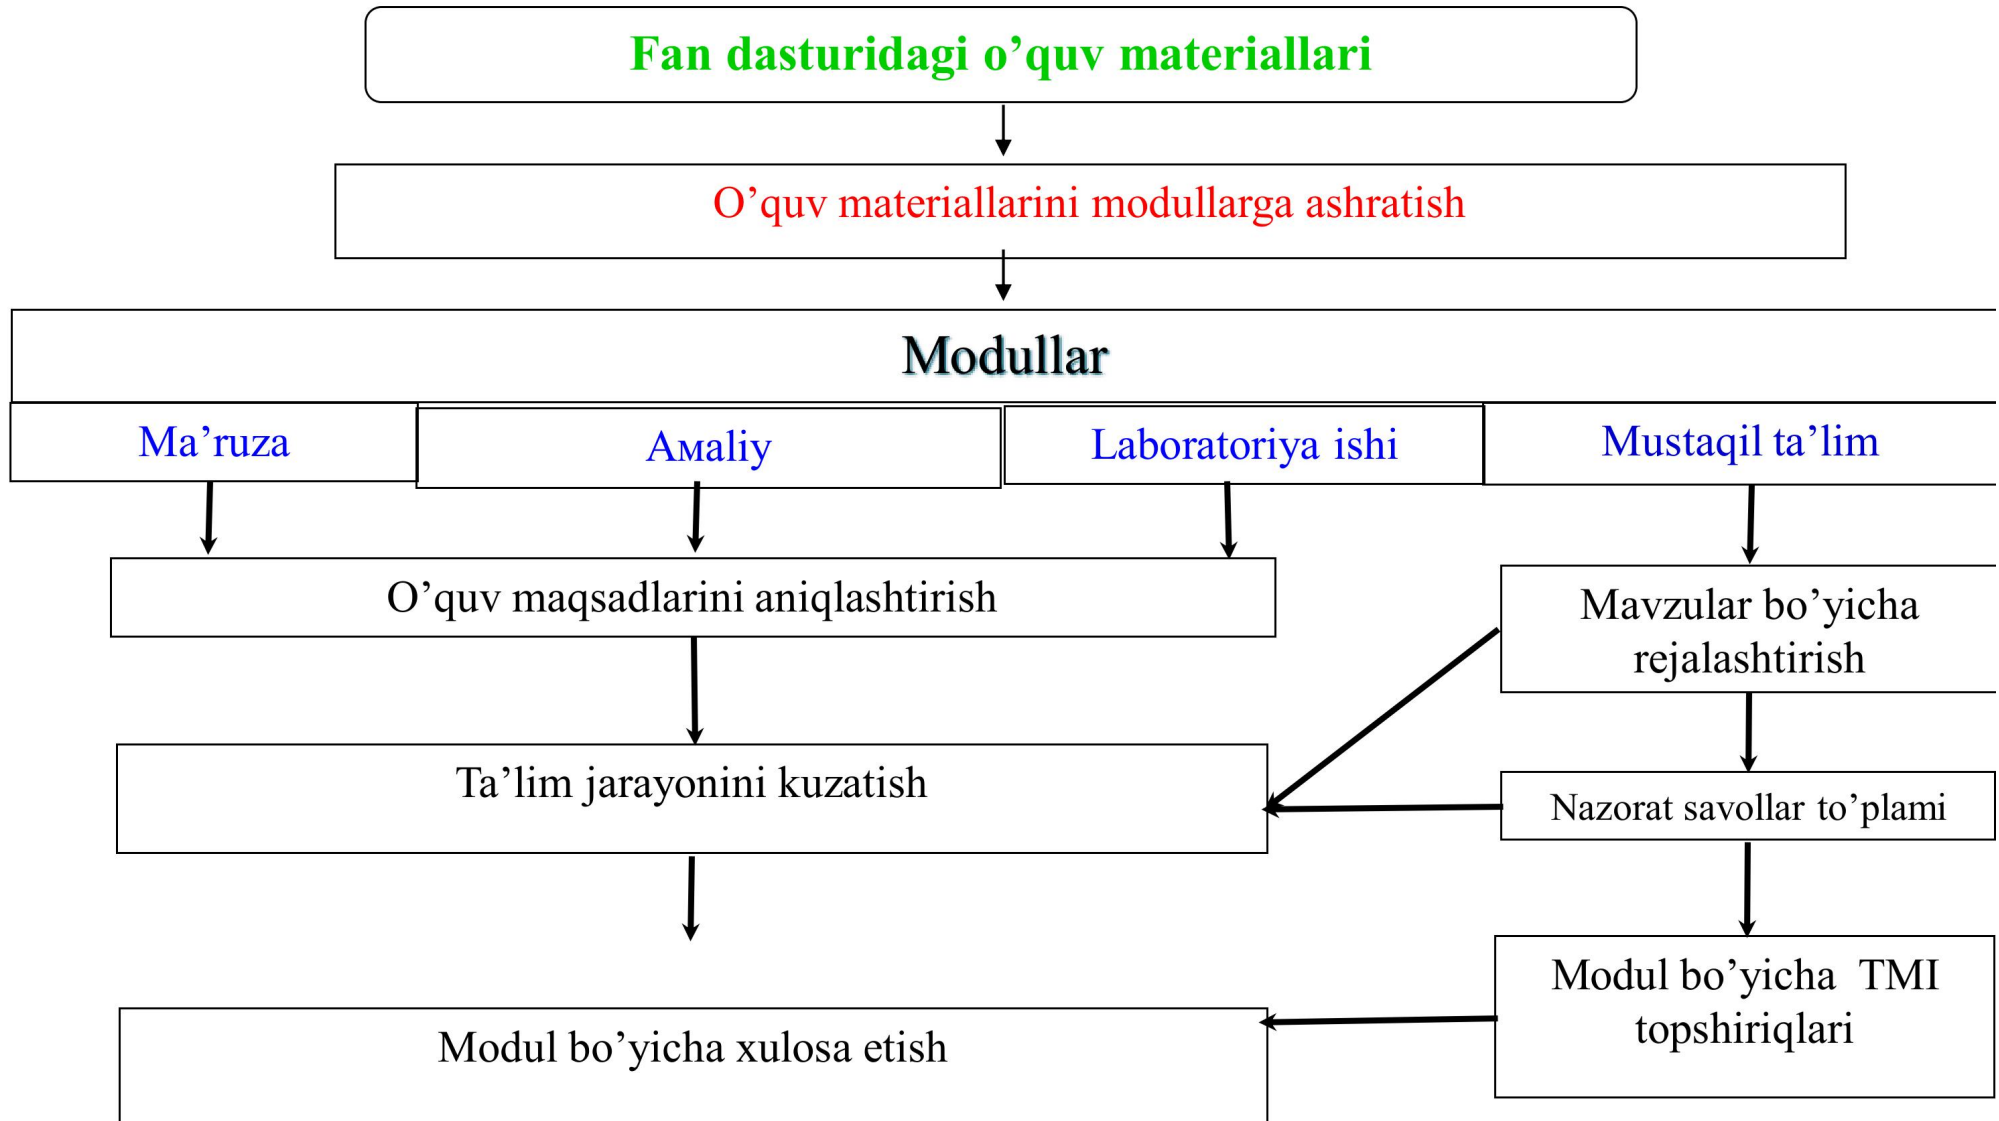 Fan dasturidagi o’quv materiallari
O’quv materiallarini modullarga ashratish
Modullar
Ma’ruza
Амaliy
Laboratoriya ishi
Mustaqil ta’lim
O’quv maqsadlarini aniqlashtirish
Mavzular bo’yicha
rejalashtirish
Ta’lim jarayonini kuzatish
Nazorat savollar to’plami
Modul bo’yicha TMI
topshiriqlari
Modul bo’yicha xulosa etish